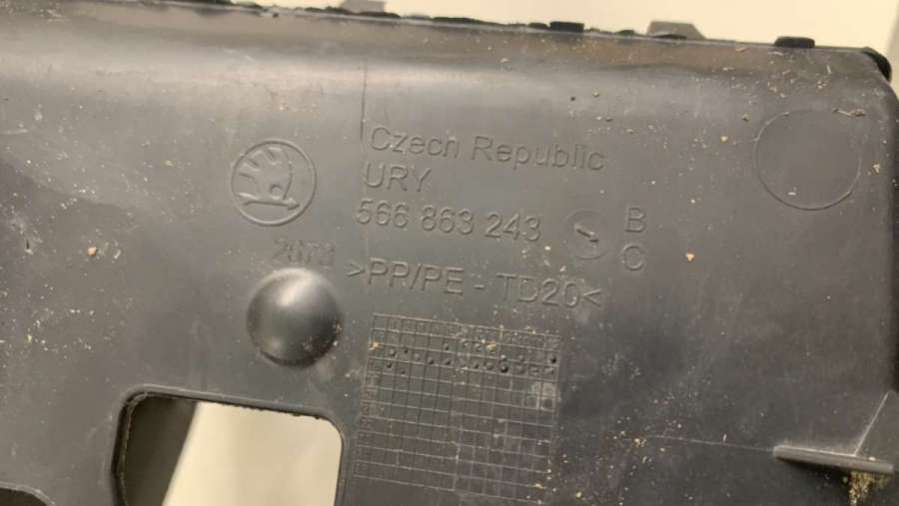 Czech Republic
URY
566 863 243 B
C
>PP/PE - TD20<